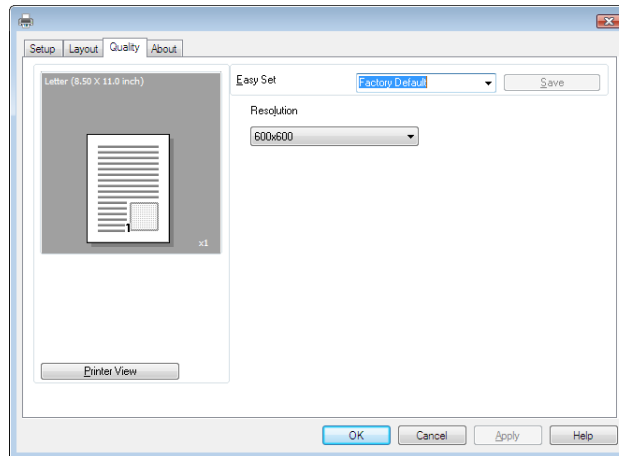 Setup Layout Quality About
Letter (8.50 X 11.0 inch)
Easy Set Factory Default Save
Resolution
600x600
1
x1
Printer View
OK Cancel Apply Help